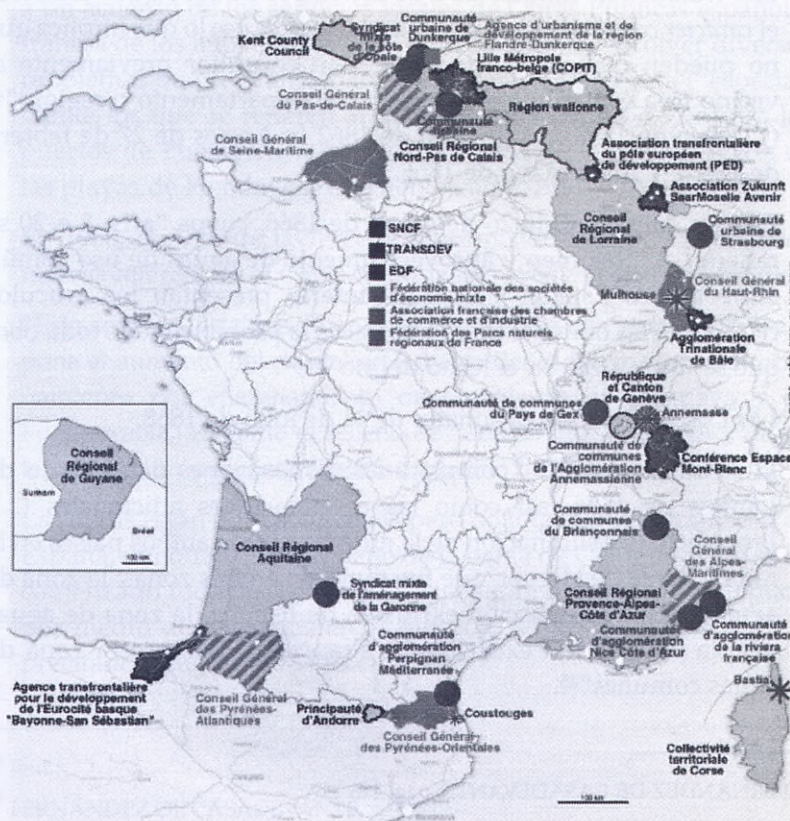 Kent County
Council
Syndicat
mixte
de la côte
d'Opale
Communauté
urbaine de
Dunkerque
Agence d'urbanisme et de
développement de la région
Flandre-Dunkerque
Lille Métropole
franco-belge (COPIT)
Conseil Général
du Pas-de-Calais
Région wallonne
Communauté
urbaine
Conseil Général
de Seine-Maritime
Conseil Régional
Nord-Pas de Calais
Association transfrontalière
du pôle européen
de développement (PED)
Association Zukunft
SaarMoselle Avenir
Conseil
Régional
de Lorraine
Communauté
urbaine de
Strasbourg
SNCF
TRANSDEV
EDF
Fédération nationale des sociétés
d'économie mixte
Association française des chambres
de commerce et d'industrie
Fédération des Parcs naturels
régionaux de France
Mulhouse
Conseil Général
du Haut-Rhin
Agglomération
Trinationale
de Bâle
République
et Canton
de Genève
Communauté de communes
du Pays de Gex
Annemasse
Communauté de
communes
de l'Agglomération
Annemassienne
Conférence Espace
Mont-Blanc
Conseil
Régional
de Guyane
Surinam
Brésil
100 km
Communauté
de communes
du Briançonnais
Conseil Régional
Aquitaine
Conseil
Général
des Alpes-
Maritimes
Syndicat mixte
de l'aménagement
de la Garonne
Conseil Régional
Provence-Alpes-
Côte d'Azur
Communauté
d'agglomération
Perpignan
Méditerranée
Communauté
d'agglomération
Nice Côte d'Azur
Communauté
d'agglomération
de la riviera
française
Bastia
Agence transfrontalière
pour le développement
de l'Eurocité basque
"Bayonne-San Sébastian"
Conseil Général
des Pyrénées-
Atlantiques
Principauté
d'Andorre
Coustouges
Conseil Général
des Pyrénées-Orientales
Collectivité
territoriale
de Corse
100 km